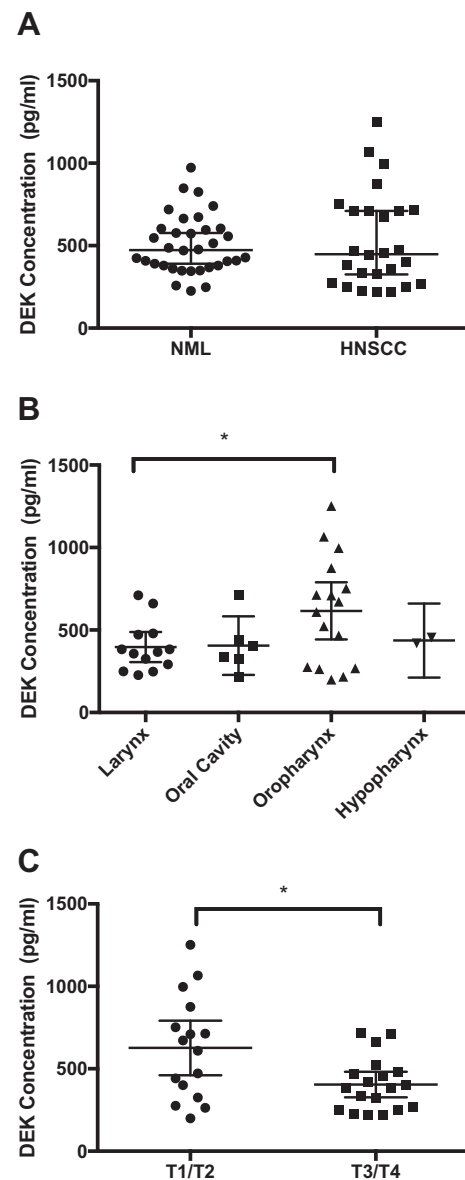 A
DEK Concentration (pg/ml)
1500
1000
500
0
NML
HNSCC
B
*
DEK Concentration (pg/ml)
1500
1000
500
0
Larynx
Oral Cavity
Oropharynx
Hypopharynx
C
*
DEK Concentration (pg/ml)
1500
1000
500
0
T1/T2
T3/T4